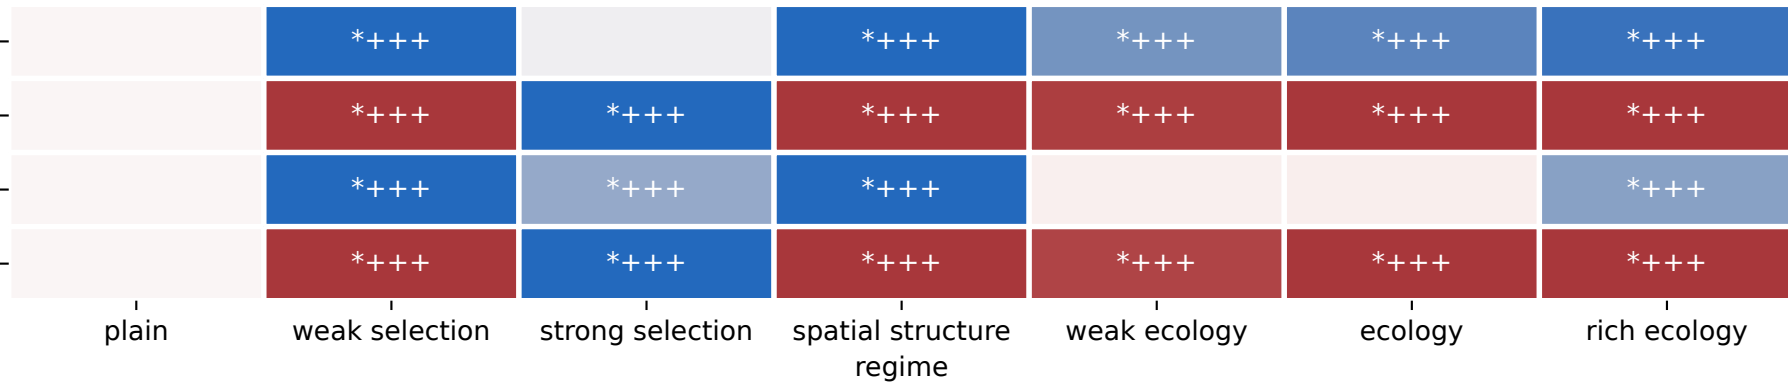 *+++ *+++ *+++ *+++ *+++
*+++ *+++ *+++ *+++ *+++ *+++
*+++ *+++ *+++ *+++
*+++ *+++ *+++ *+++ *+++ *+++
plain weak selection strong selection spatial structure weak ecology ecology rich ecology
regime